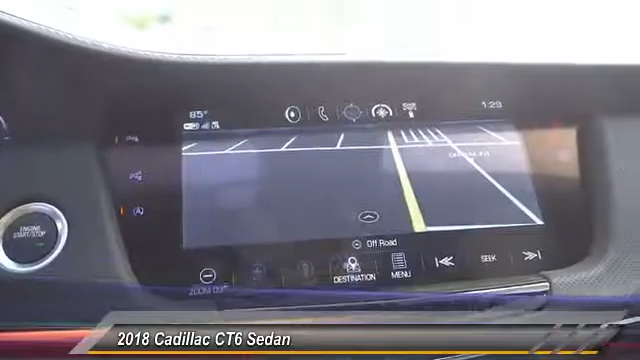 85°
1:29
Off Road
ENGINE
START/STOP
ZOOM OUT
DESTINATION
MENU
SEEK
2018 Cadillac CT6 Sedan